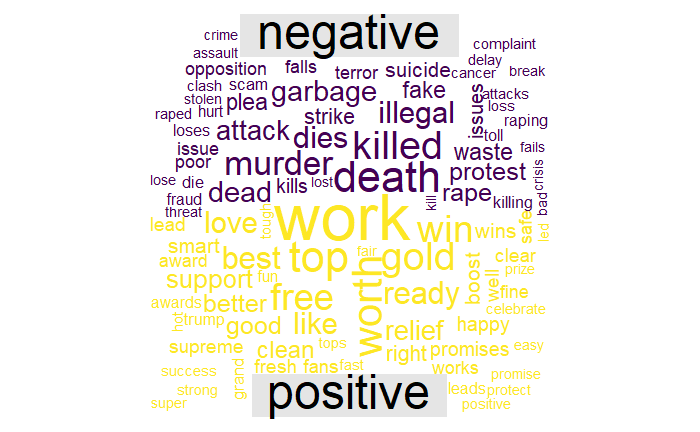 negative
crime
complaint
assault
delay
opposition falls terror suicide cancer break
clash scam garbage fake issues attacks
stolen plea illegal loss
raped hurt strike raping
loses attack dies killed toll
issue waste fails
poor murder death protest crisis
lose die dead kills lost rape bad
fraud kill killing
threat
lead love tough work win wins safe led
smart best top fair gold clear
award fun boost prize
support worth well
awards better free ready fine
hot trump good like relief happy celebrate
supreme clean tops right promises easy
success grand fresh fans fast works promise
strong leads protect
super positive
positive